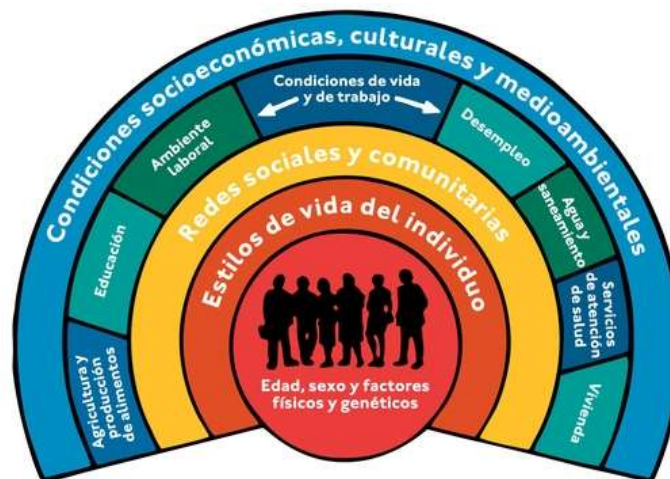 Condiciones socioeconómicas, culturales y medioambientales
Condiciones de vida
y de trabajo
Agricultura y
producción
de alimentos
Educación
Ambiente
laboral
Desempleo
Agua y
saneamiento
Servicios
de atención
de salud
Vivienda
Redes sociales y comunitarias
Estilos de vida del individuo
Edad, sexo y factores
físicos y genéticos